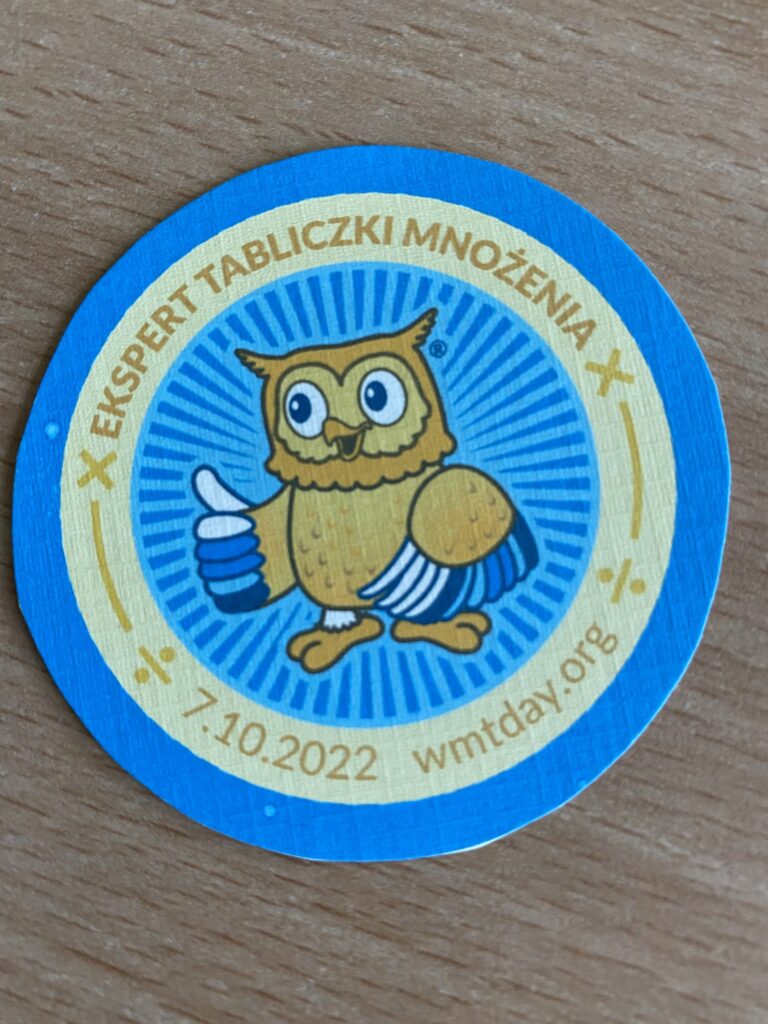 × EKSPERT TABLICZKI MNOŻENIA ×
®
÷ 7.10.2022 wmtday.org ÷